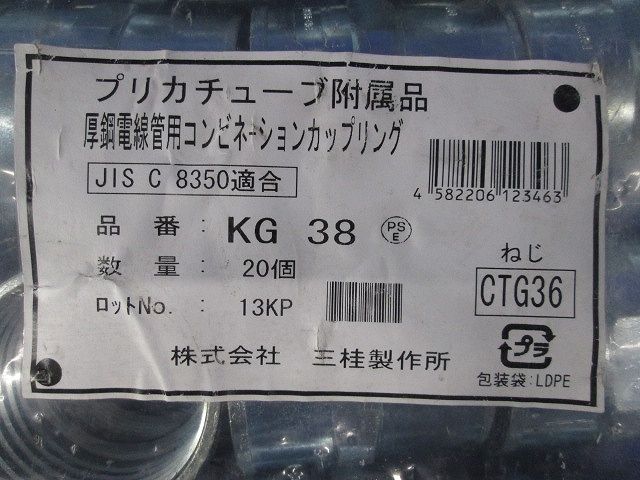 プリカチューブ附属品
厚鋼電線管用コンビネーションカップリング
JIS C 8350適合
4 582206 123463
品番: KG 38 PSE
数量: 20個
ねじ
CTG36
ロットNo.: 13KP
プラ
株式会社 三桂製作所
包装袋:LDPE